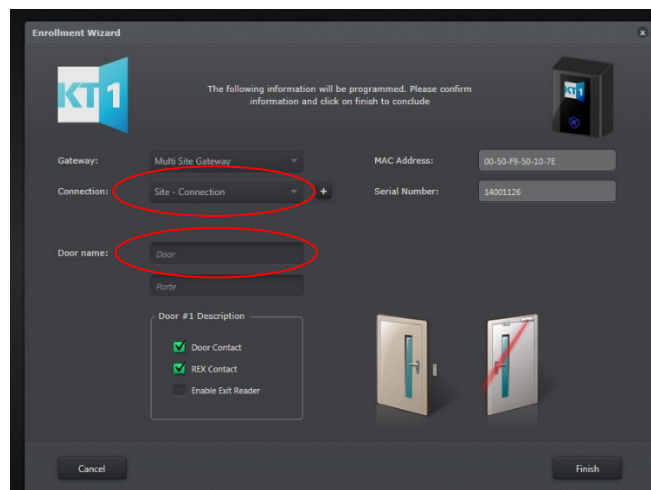 Enrollment Wizard
KT1
The following information will be programmed. Please confirm
information and click on finish to conclude
KT1
Gateway:
Multi Site Gateway
MAC Address:
00-50-F9-50-10-7E
Connection:
Site - Connection
+
Serial Number:
14001126
Door name:
Door
Porte
Door #1 Description
Door Contact
REX Contact
Enable Exit Reader
Cancel
Finish